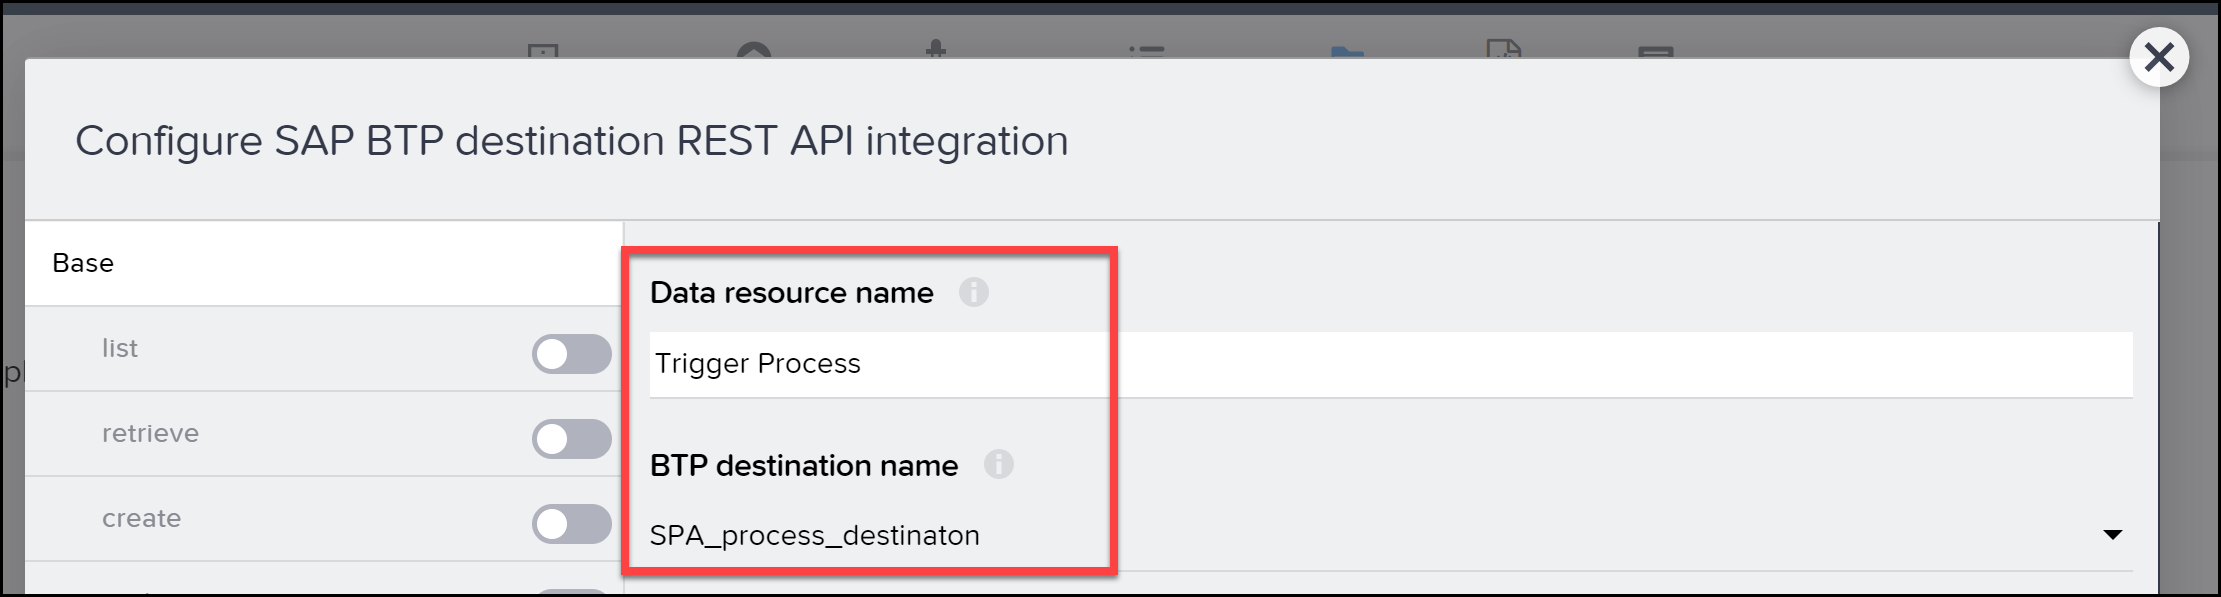 Configure SAP BTP destination REST API integration
Base
list
retrieve
create
Data resource name
Trigger Process
BTP destination name
SPA_process_destinaton